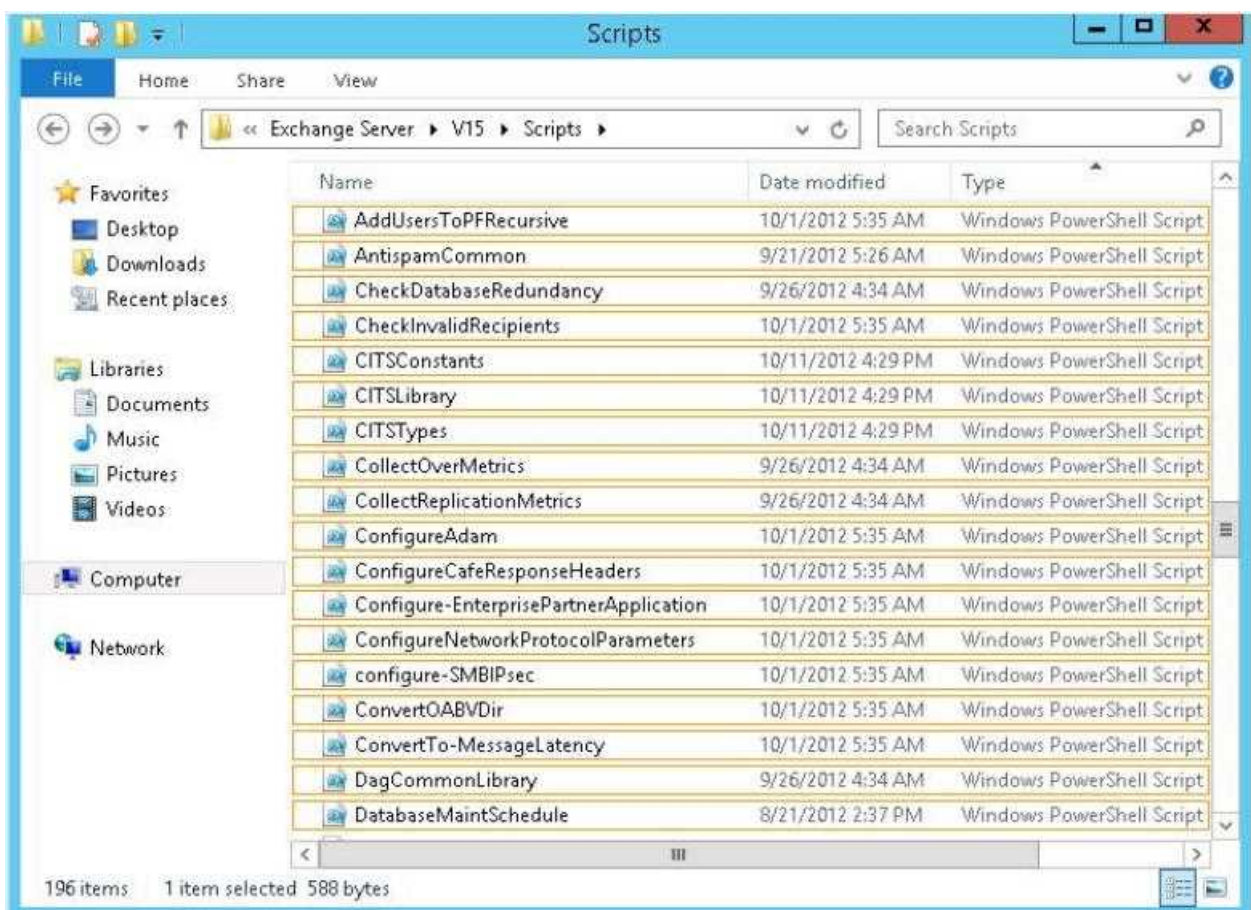 Scripts
File Home Share View
« Exchange Server ▸ V15 ▸ Scripts ▸ Search Scripts
Name Date modified Type
Favorites
Desktop
Downloads
Recent places
Libraries
Documents
Music
Pictures
Videos
Computer
Network
AddUsersToPFRecursive 10/1/2012 5:35 AM Windows PowerShell Script
AntispamCommon 9/21/2012 5:26 AM Windows PowerShell Script
CheckDatabaseRedundancy 9/26/2012 4:34 AM Windows PowerShell Script
CheckInvalidRecipients 10/1/2012 5:35 AM Windows PowerShell Script
CITSConstants 10/11/2012 4:29 PM Windows PowerShell Script
CITSLibrary 10/11/2012 4:29 PM Windows PowerShell Script
CITSTypes 10/11/2012 4:29 PM Windows PowerShell Script
CollectOverMetrics 9/26/2012 4:34 AM Windows PowerShell Script
CollectReplicationMetrics 9/26/2012 4:34 AM Windows PowerShell Script
ConfigureAdam 10/1/2012 5:35 AM Windows PowerShell Script
ConfigureCafeResponseHeaders 10/1/2012 5:35 AM Windows PowerShell Script
Configure-EnterprisePartnerApplication 10/1/2012 5:35 AM Windows PowerShell Script
ConfigureNetworkProtocolParameters 10/1/2012 5:35 AM Windows PowerShell Script
configure-SMBIPsec 10/1/2012 5:35 AM Windows PowerShell Script
ConvertOABVDir 10/1/2012 5:35 AM Windows PowerShell Script
ConvertTo-MessageLatency 10/1/2012 5:35 AM Windows PowerShell Script
DagCommonLibrary 9/26/2012 4:34 AM Windows PowerShell Script
DatabaseMaintSchedule 8/21/2012 2:37 PM Windows PowerShell Script
196 items 1 item selected 588 bytes